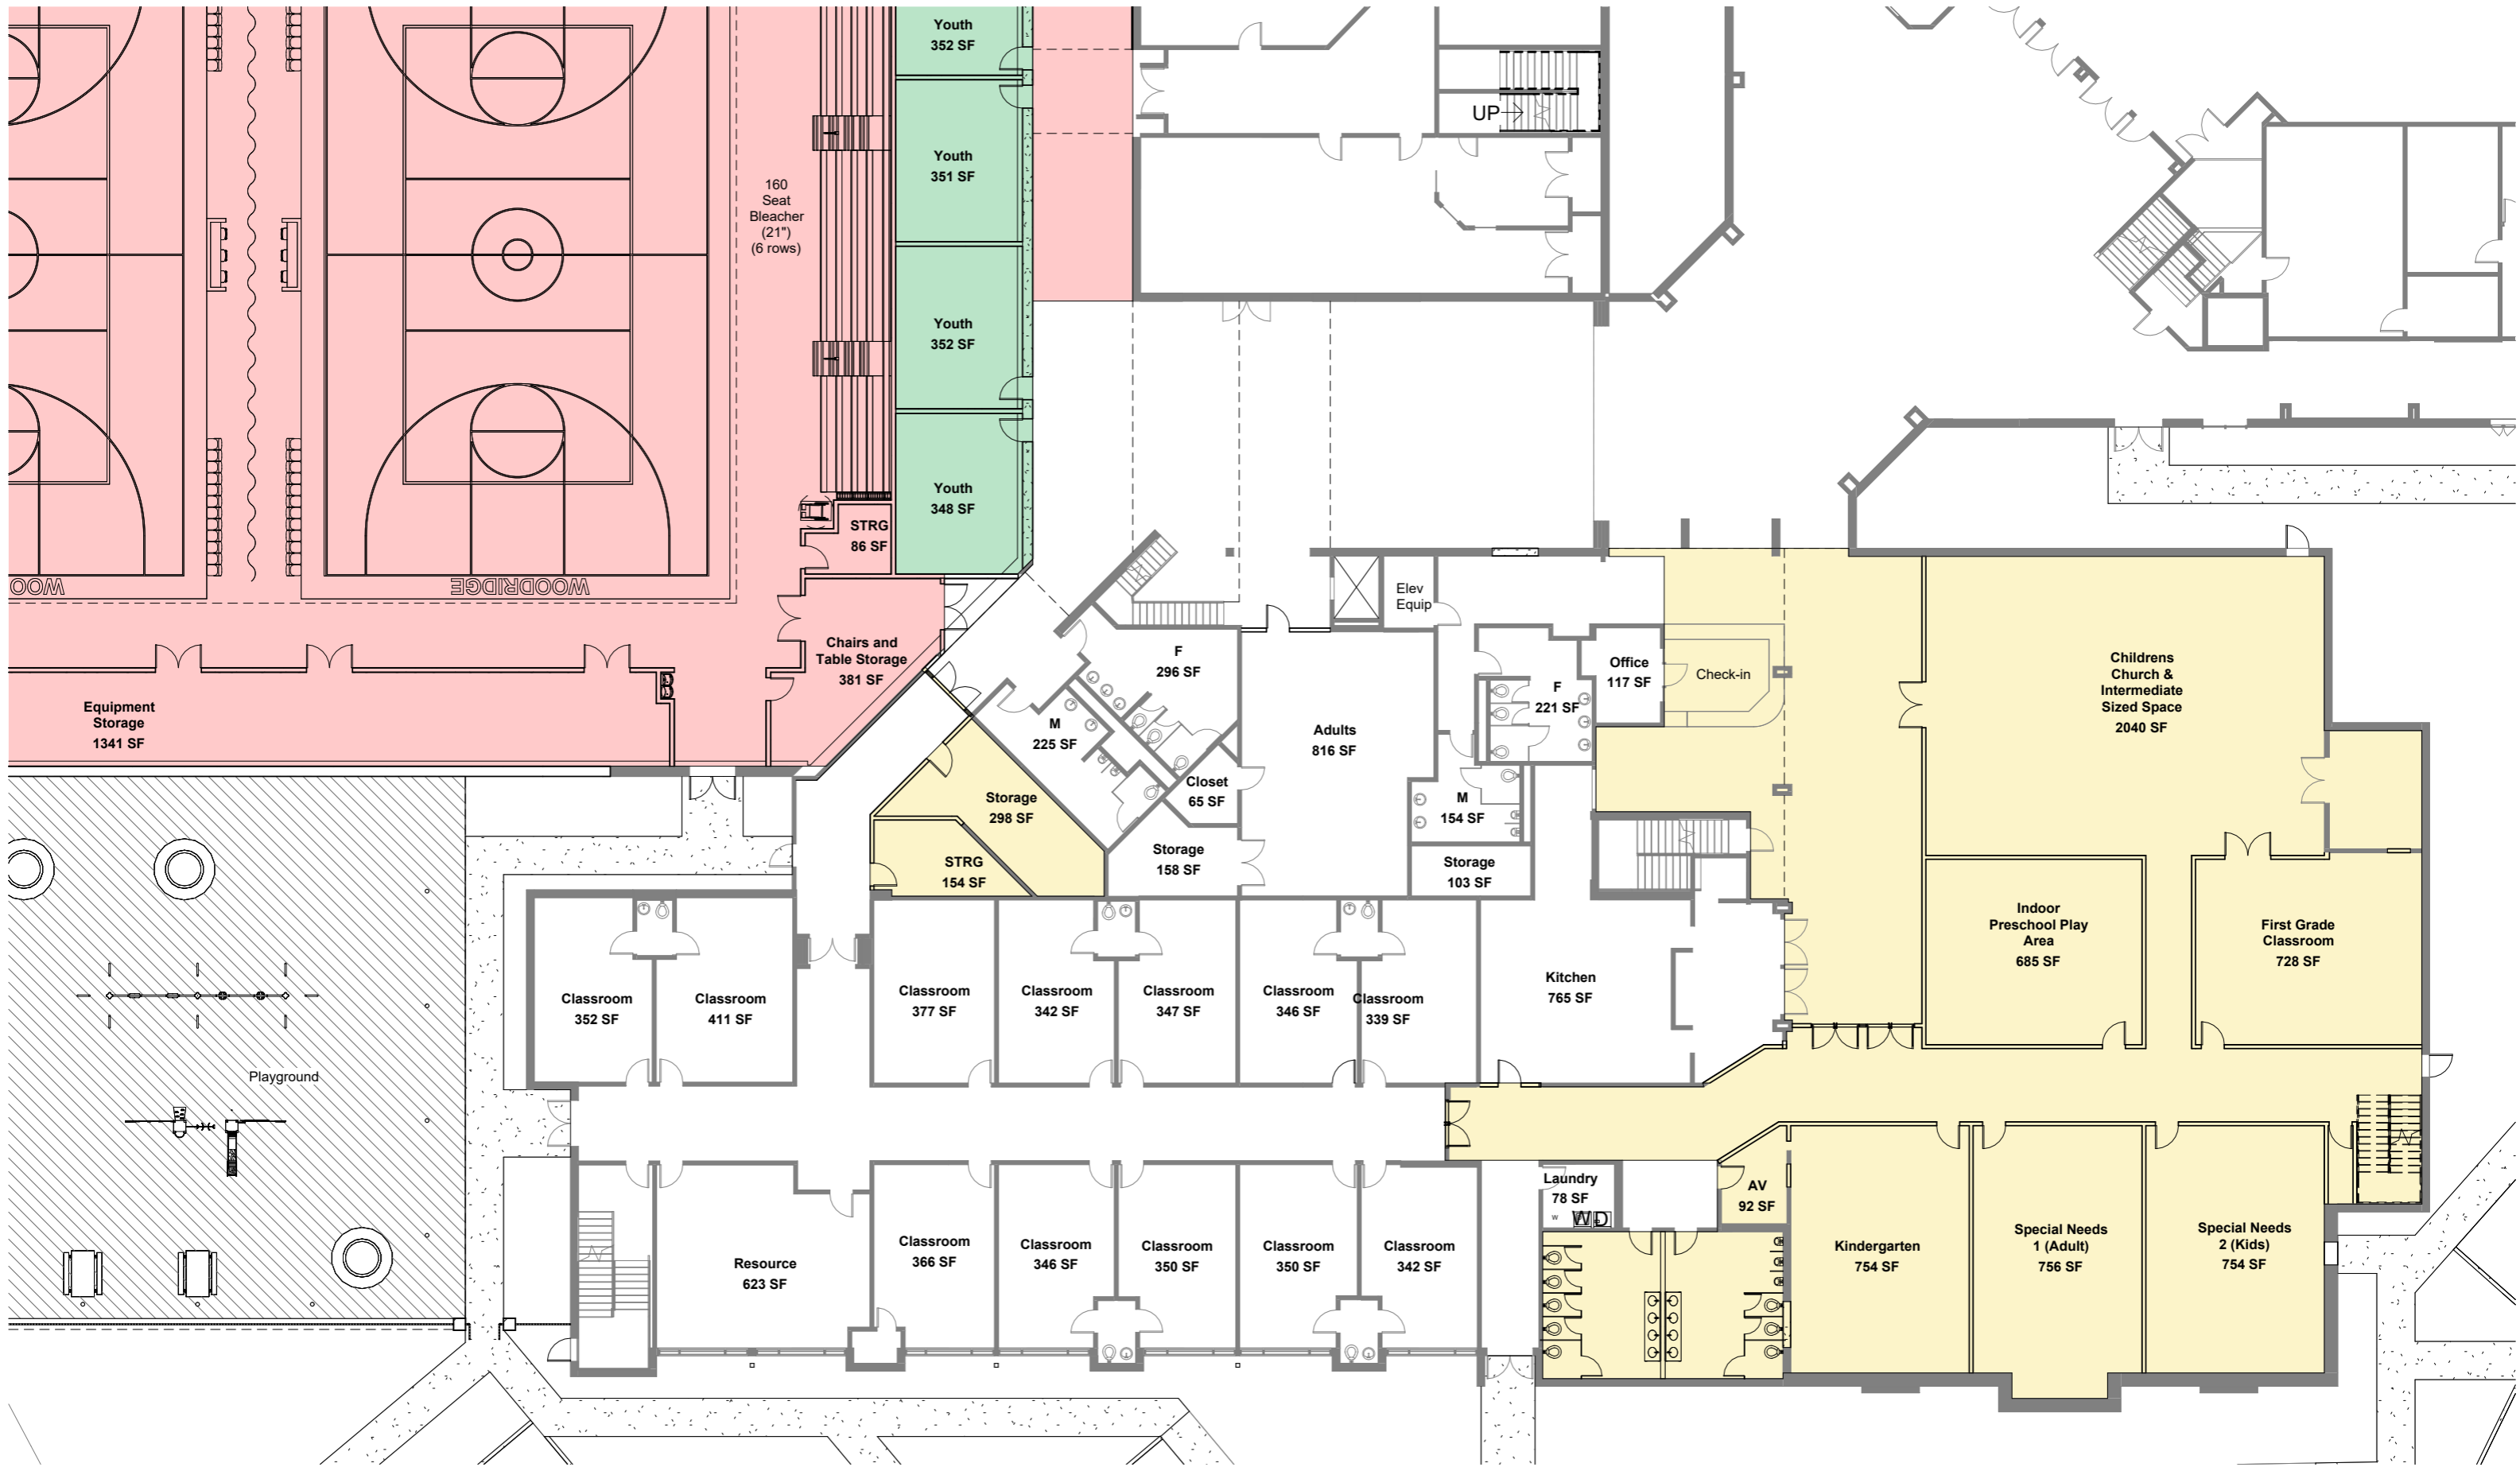 Youth
352 SF
UP
Youth
351 SF
160
Seat
Bleacher
(21")
(6 rows)
Youth
352 SF
Youth
348 SF
STRG
86 SF
WOO
WOODRIDGE
Elev
Equip
Chairs and
Table Storage
381 SF
F
296 SF
Office
117 SF
Check-in
Childrens
Church &
Intermediate
Sized Space
2040 SF
Equipment
Storage
1341 SF
M
225 SF
Adults
816 SF
F
221 SF
Closet
65 SF
Storage
298 SF
M
154 SF
STRG
154 SF
Storage
158 SF
Storage
103 SF
Indoor
Preschool Play
Area
685 SF
First Grade
Classroom
728 SF
Classroom
352 SF
Classroom
411 SF
Classroom
377 SF
Classroom
342 SF
Classroom
347 SF
Classroom
346 SF
Classroom
339 SF
Kitchen
765 SF
Playground
Laundry
78 SF
W W D
AV
92 SF
Resource
623 SF
Classroom
366 SF
Classroom
346 SF
Classroom
350 SF
Classroom
350 SF
Classroom
342 SF
Kindergarten
754 SF
Special Needs
1 (Adult)
756 SF
Special Needs
2 (Kids)
754 SF